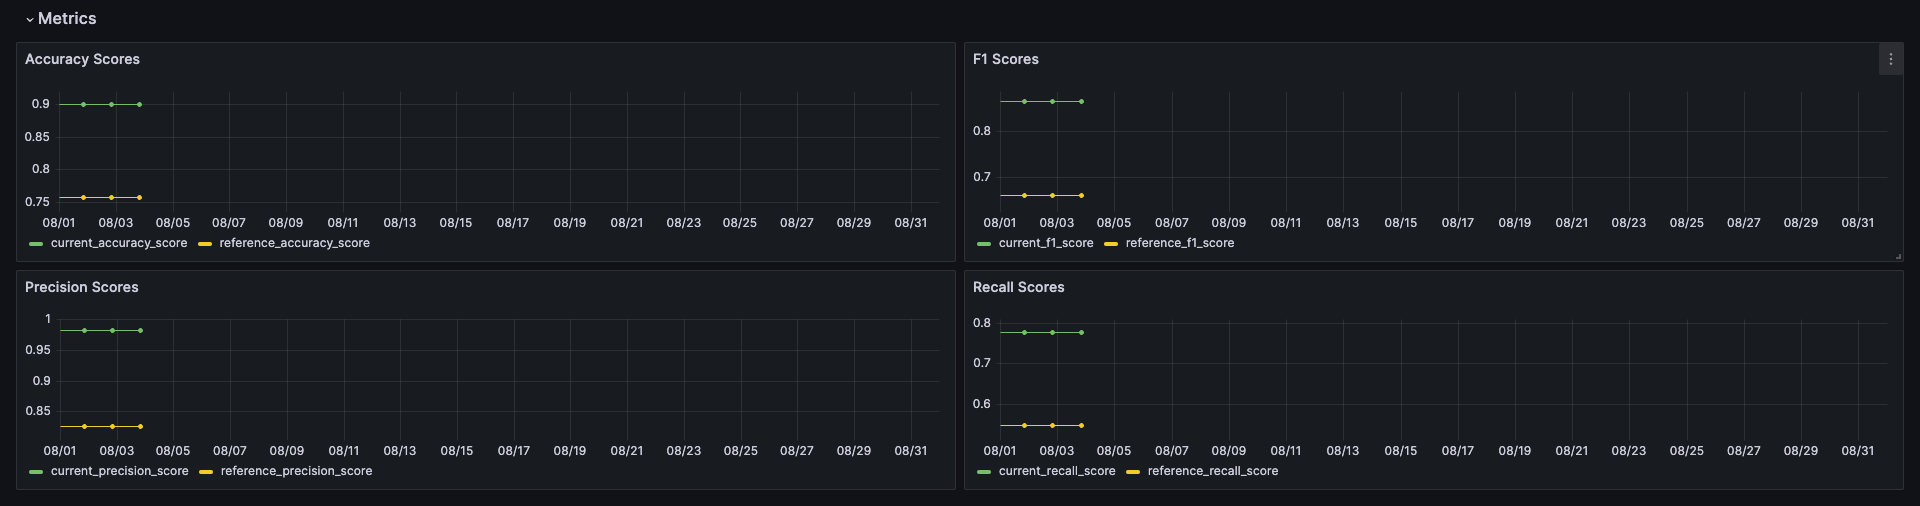 Metrics
Accuracy Scores
0.9
0.85
0.8
0.75
08/01 08/03 08/05 08/07 08/09 08/11 08/13 08/15 08/17 08/19 08/21 08/23 08/25 08/27 08/29 08/31
current_accuracy_score reference_accuracy_score
F1 Scores
0.8
0.7
08/01 08/03 08/05 08/07 08/09 08/11 08/13 08/15 08/17 08/19 08/21 08/23 08/25 08/27 08/29 08/31
current_f1_score reference_f1_score
Precision Scores
1
0.95
0.9
0.85
08/01 08/03 08/05 08/07 08/09 08/11 08/13 08/15 08/17 08/19 08/21 08/23 08/25 08/27 08/29 08/31
current_precision_score reference_precision_score
Recall Scores
0.8
0.7
0.6
08/01 08/03 08/05 08/07 08/09 08/11 08/13 08/15 08/17 08/19 08/21 08/23 08/25 08/27 08/29 08/31
current_recall_score reference_recall_score